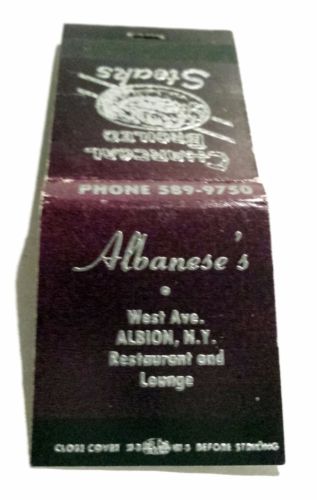 CHARCOAL
BROILED
Steaks
PHONE 589-9750
Albanese's
West Ave.
ALBION, N.Y.
Restaurant and
Lounge
CLOSE COVER BEFORE STRIKING